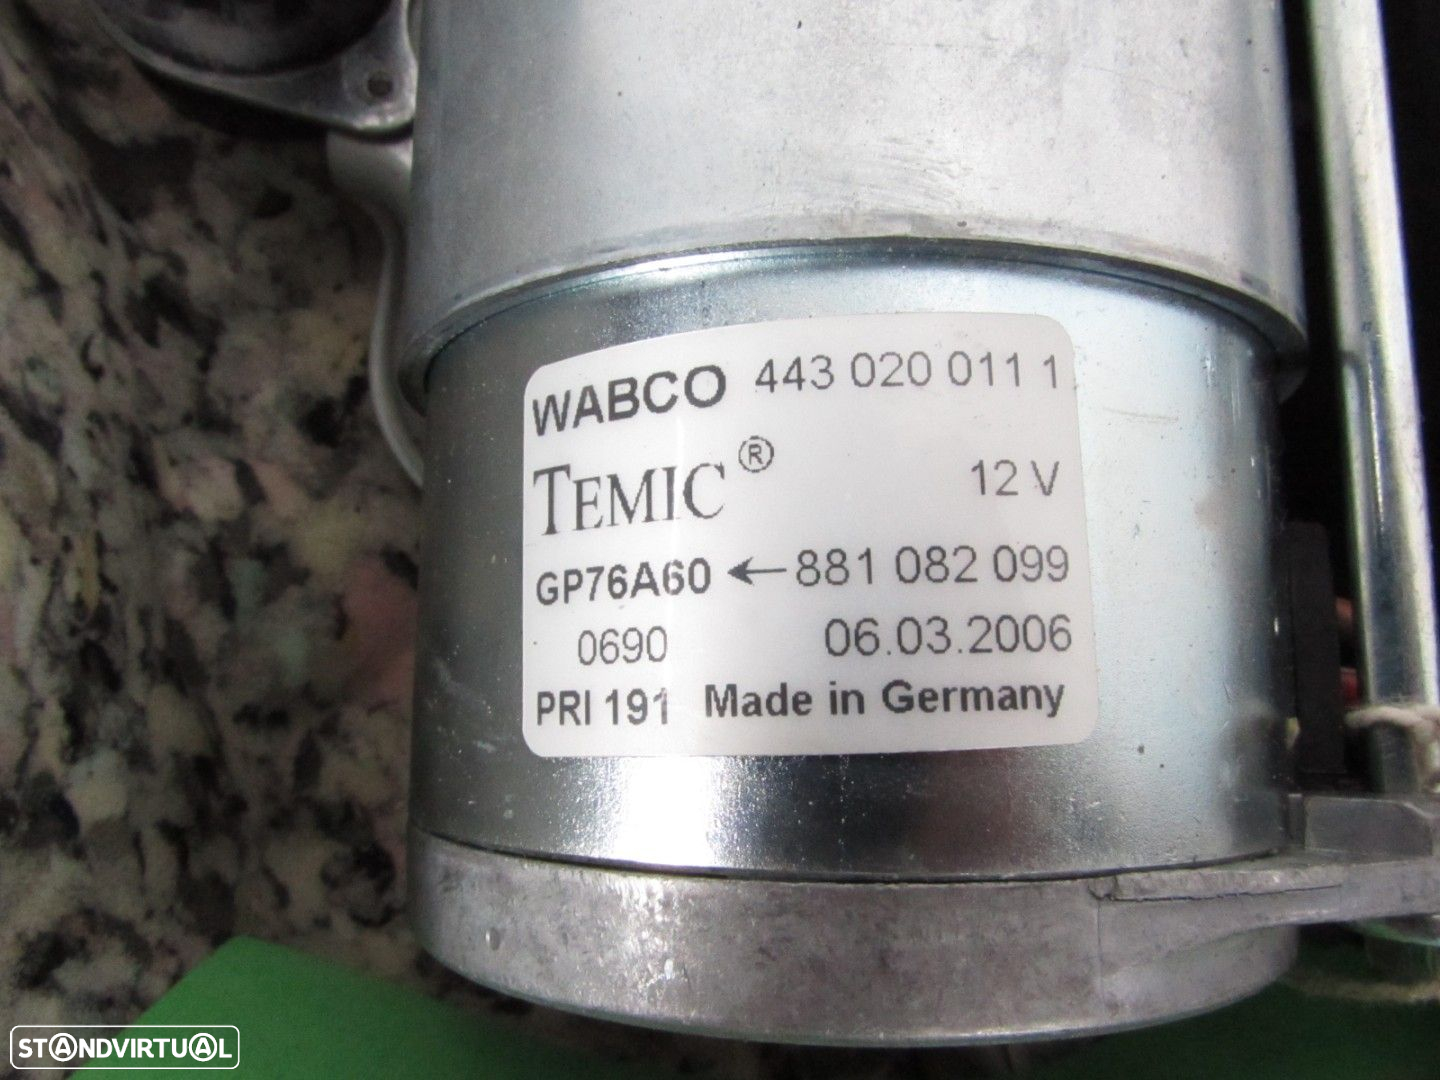 WABCO 443 020 011 1
TEMIC ® 12 V
GP76A60 ← 881 082 099
0690 06.03.2006
PRI 191 Made in Germany
STANDVIRTUAL